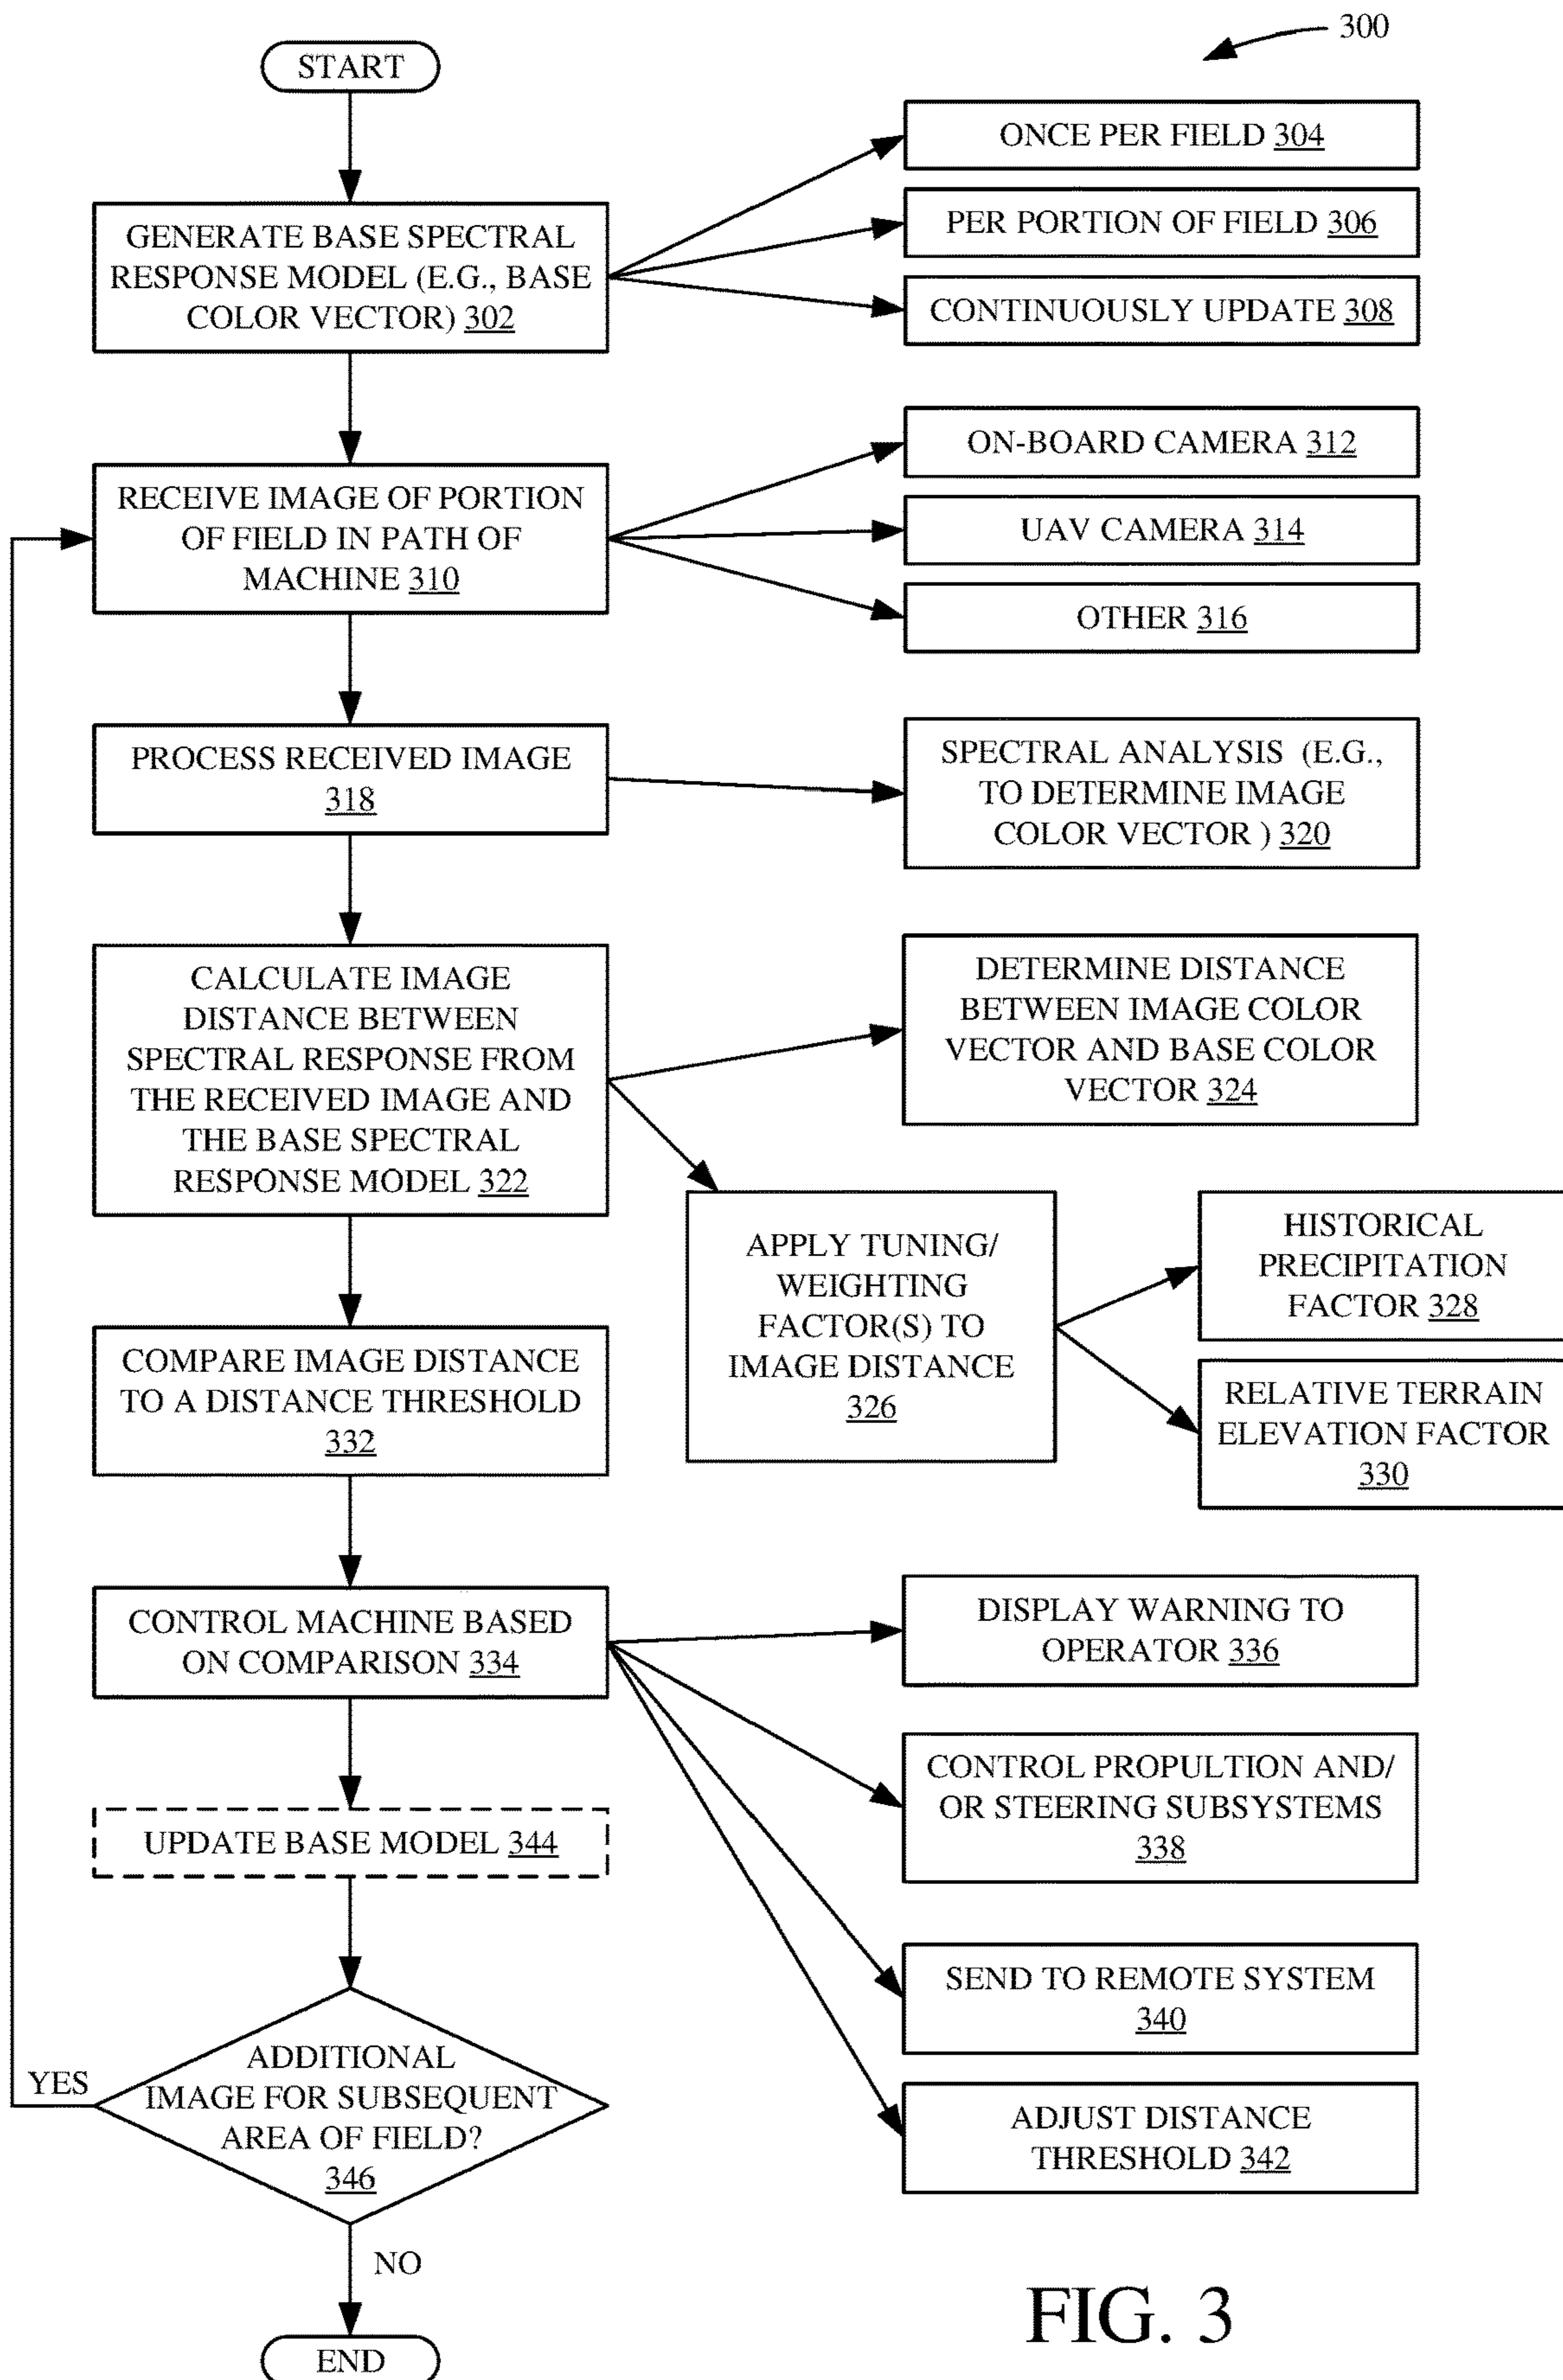 300
START
ONCE PER FIELD 304
PER PORTION OF FIELD 306
CONTINUOUSLY UPDATE 308
GENERATE BASE SPECTRAL
RESPONSE MODEL (E.G., BASE
COLOR VECTOR) 302
ON-BOARD CAMERA 312
UAV CAMERA 314
OTHER 316
RECEIVE IMAGE OF PORTION
OF FIELD IN PATH OF
MACHINE 310
PROCESS RECEIVED IMAGE
318
SPECTRAL ANALYSIS (E.G.,
TO DETERMINE IMAGE
COLOR VECTOR ) 320
CALCULATE IMAGE
DISTANCE BETWEEN
SPECTRAL RESPONSE FROM
THE RECEIVED IMAGE AND
THE BASE SPECTRAL
RESPONSE MODEL 322
DETERMINE DISTANCE
BETWEEN IMAGE COLOR
VECTOR AND BASE COLOR
VECTOR 324
APPLY TUNING/
WEIGHTING
FACTOR(S) TO
IMAGE DISTANCE
326
HISTORICAL
PRECIPITATION
FACTOR 328
RELATIVE TERRAIN
ELEVATION FACTOR
330
COMPARE IMAGE DISTANCE
TO A DISTANCE THRESHOLD
332
CONTROL MACHINE BASED
ON COMPARISON 334
DISPLAY WARNING TO
OPERATOR 336
CONTROL PROPULTION AND/
OR STEERING SUBSYSTEMS
338
SEND TO REMOTE SYSTEM
340
ADJUST DISTANCE
THRESHOLD 342
UPDATE BASE MODEL 344
ADDITIONAL
IMAGE FOR SUBSEQUENT
AREA OF FIELD?
346
YES
NO
END
FIG. 3